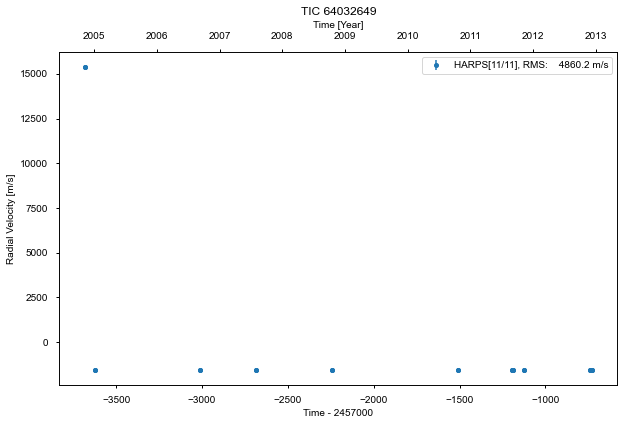 TIC 64032649
Time [Year]
2005 2006 2007 2008 2009 2010 2011 2012 2013
HARPS[11/11], RMS: 4860.2 m/s
15000
12500
10000
7500
5000
2500
0
Radial Velocity [m/s]
−3500 −3000 −2500 −2000 −1500 −1000
Time - 2457000